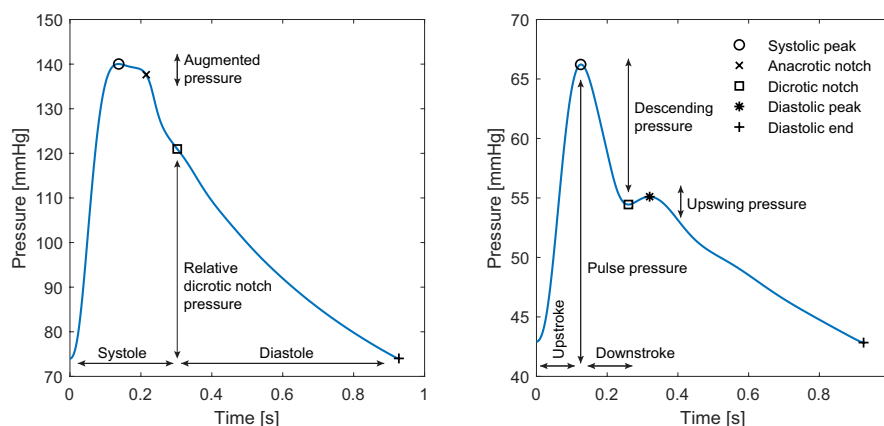 150
140
130
120
110
100
90
80
70
0
0.2
0.4
0.6
0.8
1
Pressure [mmHg]
Time [s]
Augmented
pressure
Relative
dicrotic notch
pressure
Systole
Diastole
70
65
60
55
50
45
40
0
0.2
0.4
0.6
0.8
Pressure [mmHg]
Time [s]
Systolic peak
Anacrotic notch
Dicrotic notch
Diastolic peak
Diastolic end
Descending
pressure
Upswing pressure
Pulse pressure
Upstroke
Downstroke